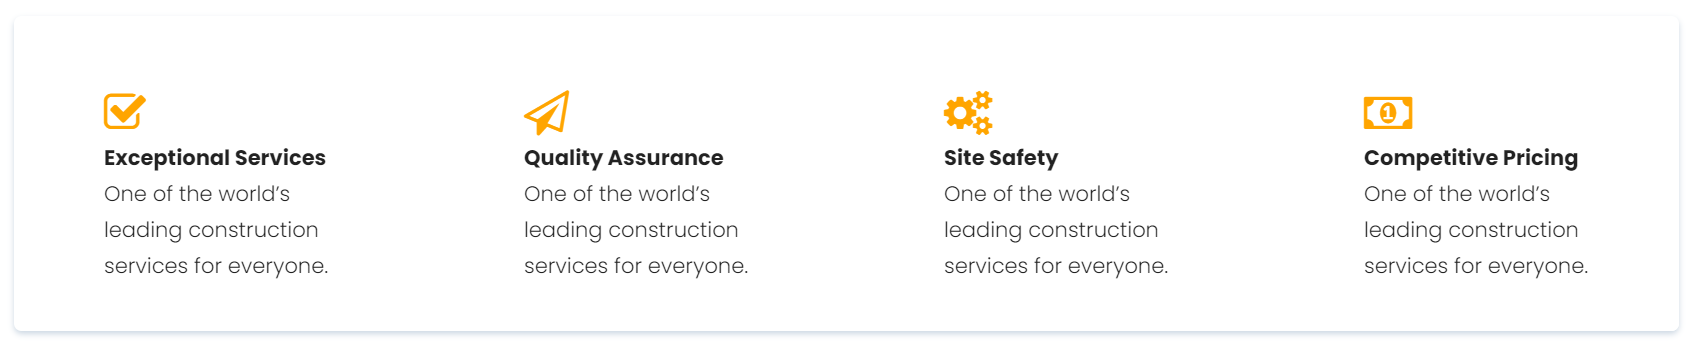 Exceptional Services
One of the world’s
leading construction
services for everyone.
Quality Assurance
One of the world’s
leading construction
services for everyone.
Site Safety
One of the world’s
leading construction
services for everyone.
1
Competitive Pricing
One of the world’s
leading construction
services for everyone.